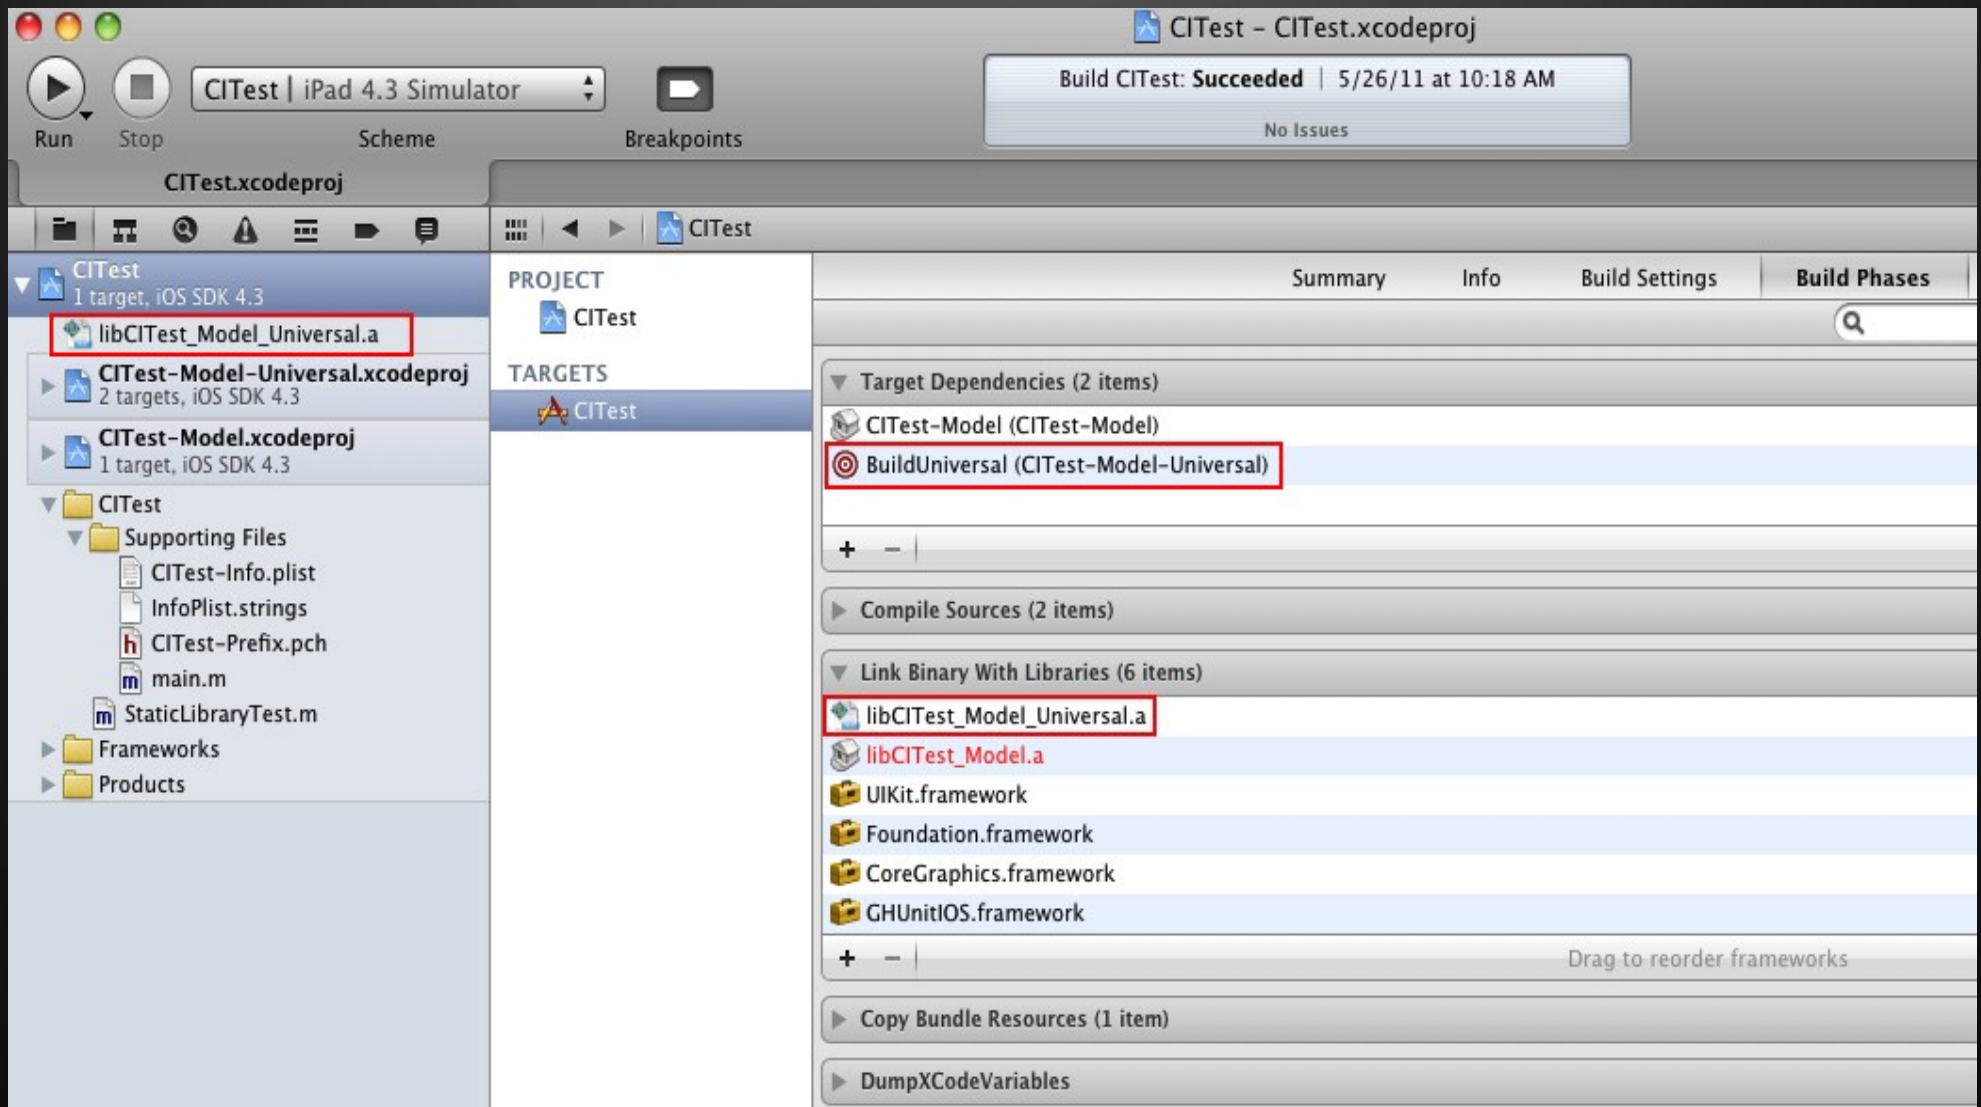 CITest – CITest.xcodeproj
CITest | iPad 4.3 Simulator
Build CITest: Succeeded | 5/26/11 at 10:18 AM
No Issues
Run Stop Scheme Breakpoints
CITest.xcodeproj
CITest
CITest
1 target, iOS SDK 4.3
libCITest_Model_Universal.a
CITest-Model-Universal.xcodeproj
2 targets, iOS SDK 4.3
CITest-Model.xcodeproj
1 target, iOS SDK 4.3
CITest
Supporting Files
CITest-Info.plist
InfoPlist.strings
h CITest-Prefix.pch
m main.m
m StaticLibraryTest.m
Frameworks
Products
PROJECT
CITest
TARGETS
CITest
Summary Info Build Settings Build Phases
Target Dependencies (2 items)
CITest-Model (CITest-Model)
BuildUniversal (CITest-Model-Universal)
+ –
Compile Sources (2 items)
Link Binary With Libraries (6 items)
libCITest_Model_Universal.a
libCITest_Model.a
UIKit.framework
Foundation.framework
CoreGraphics.framework
GHUnitIOS.framework
+ –
Drag to reorder frameworks
Copy Bundle Resources (1 item)
DumpXCodeVariables